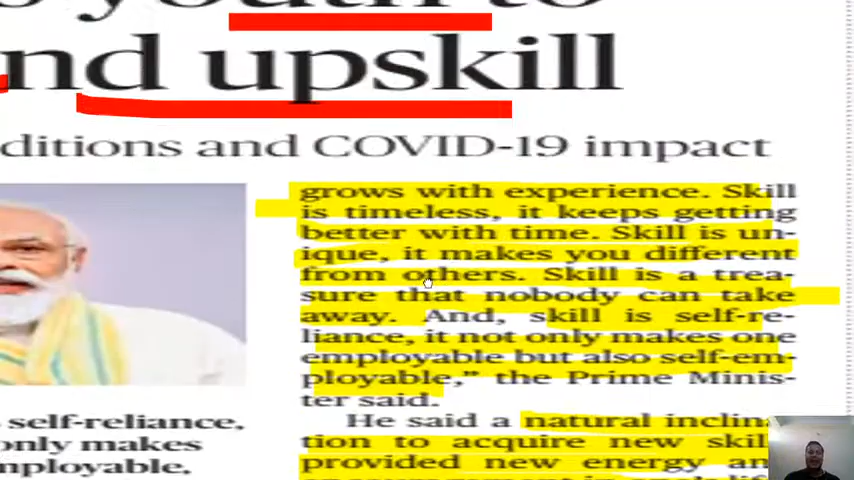 youth to
nd upskill
ditions and COVID-19 impact
grows with experience. Skill
is timeless, it keeps getting
better with time. Skill is un-
ique, it makes you different
from others. Skill is a trea-
sure that nobody can take
away. And, skill is self-re-
liance, it not only makes one
employable but also self-em-
ployable,” the Prime Minis-
ter said.
He said a natural inclina-
tion to acquire new skil
provided new energy an
self-reliance,
only makes
mployable,